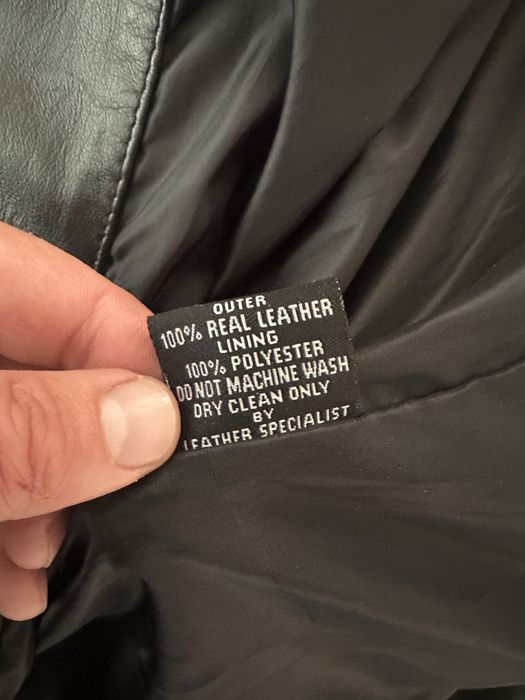 OUTER
100% REAL LEATHER
LINING
100% POLYESTER
DO NOT MACHINE WASH
DRY CLEAN ONLY
BY
LEATHER SPECIALIST